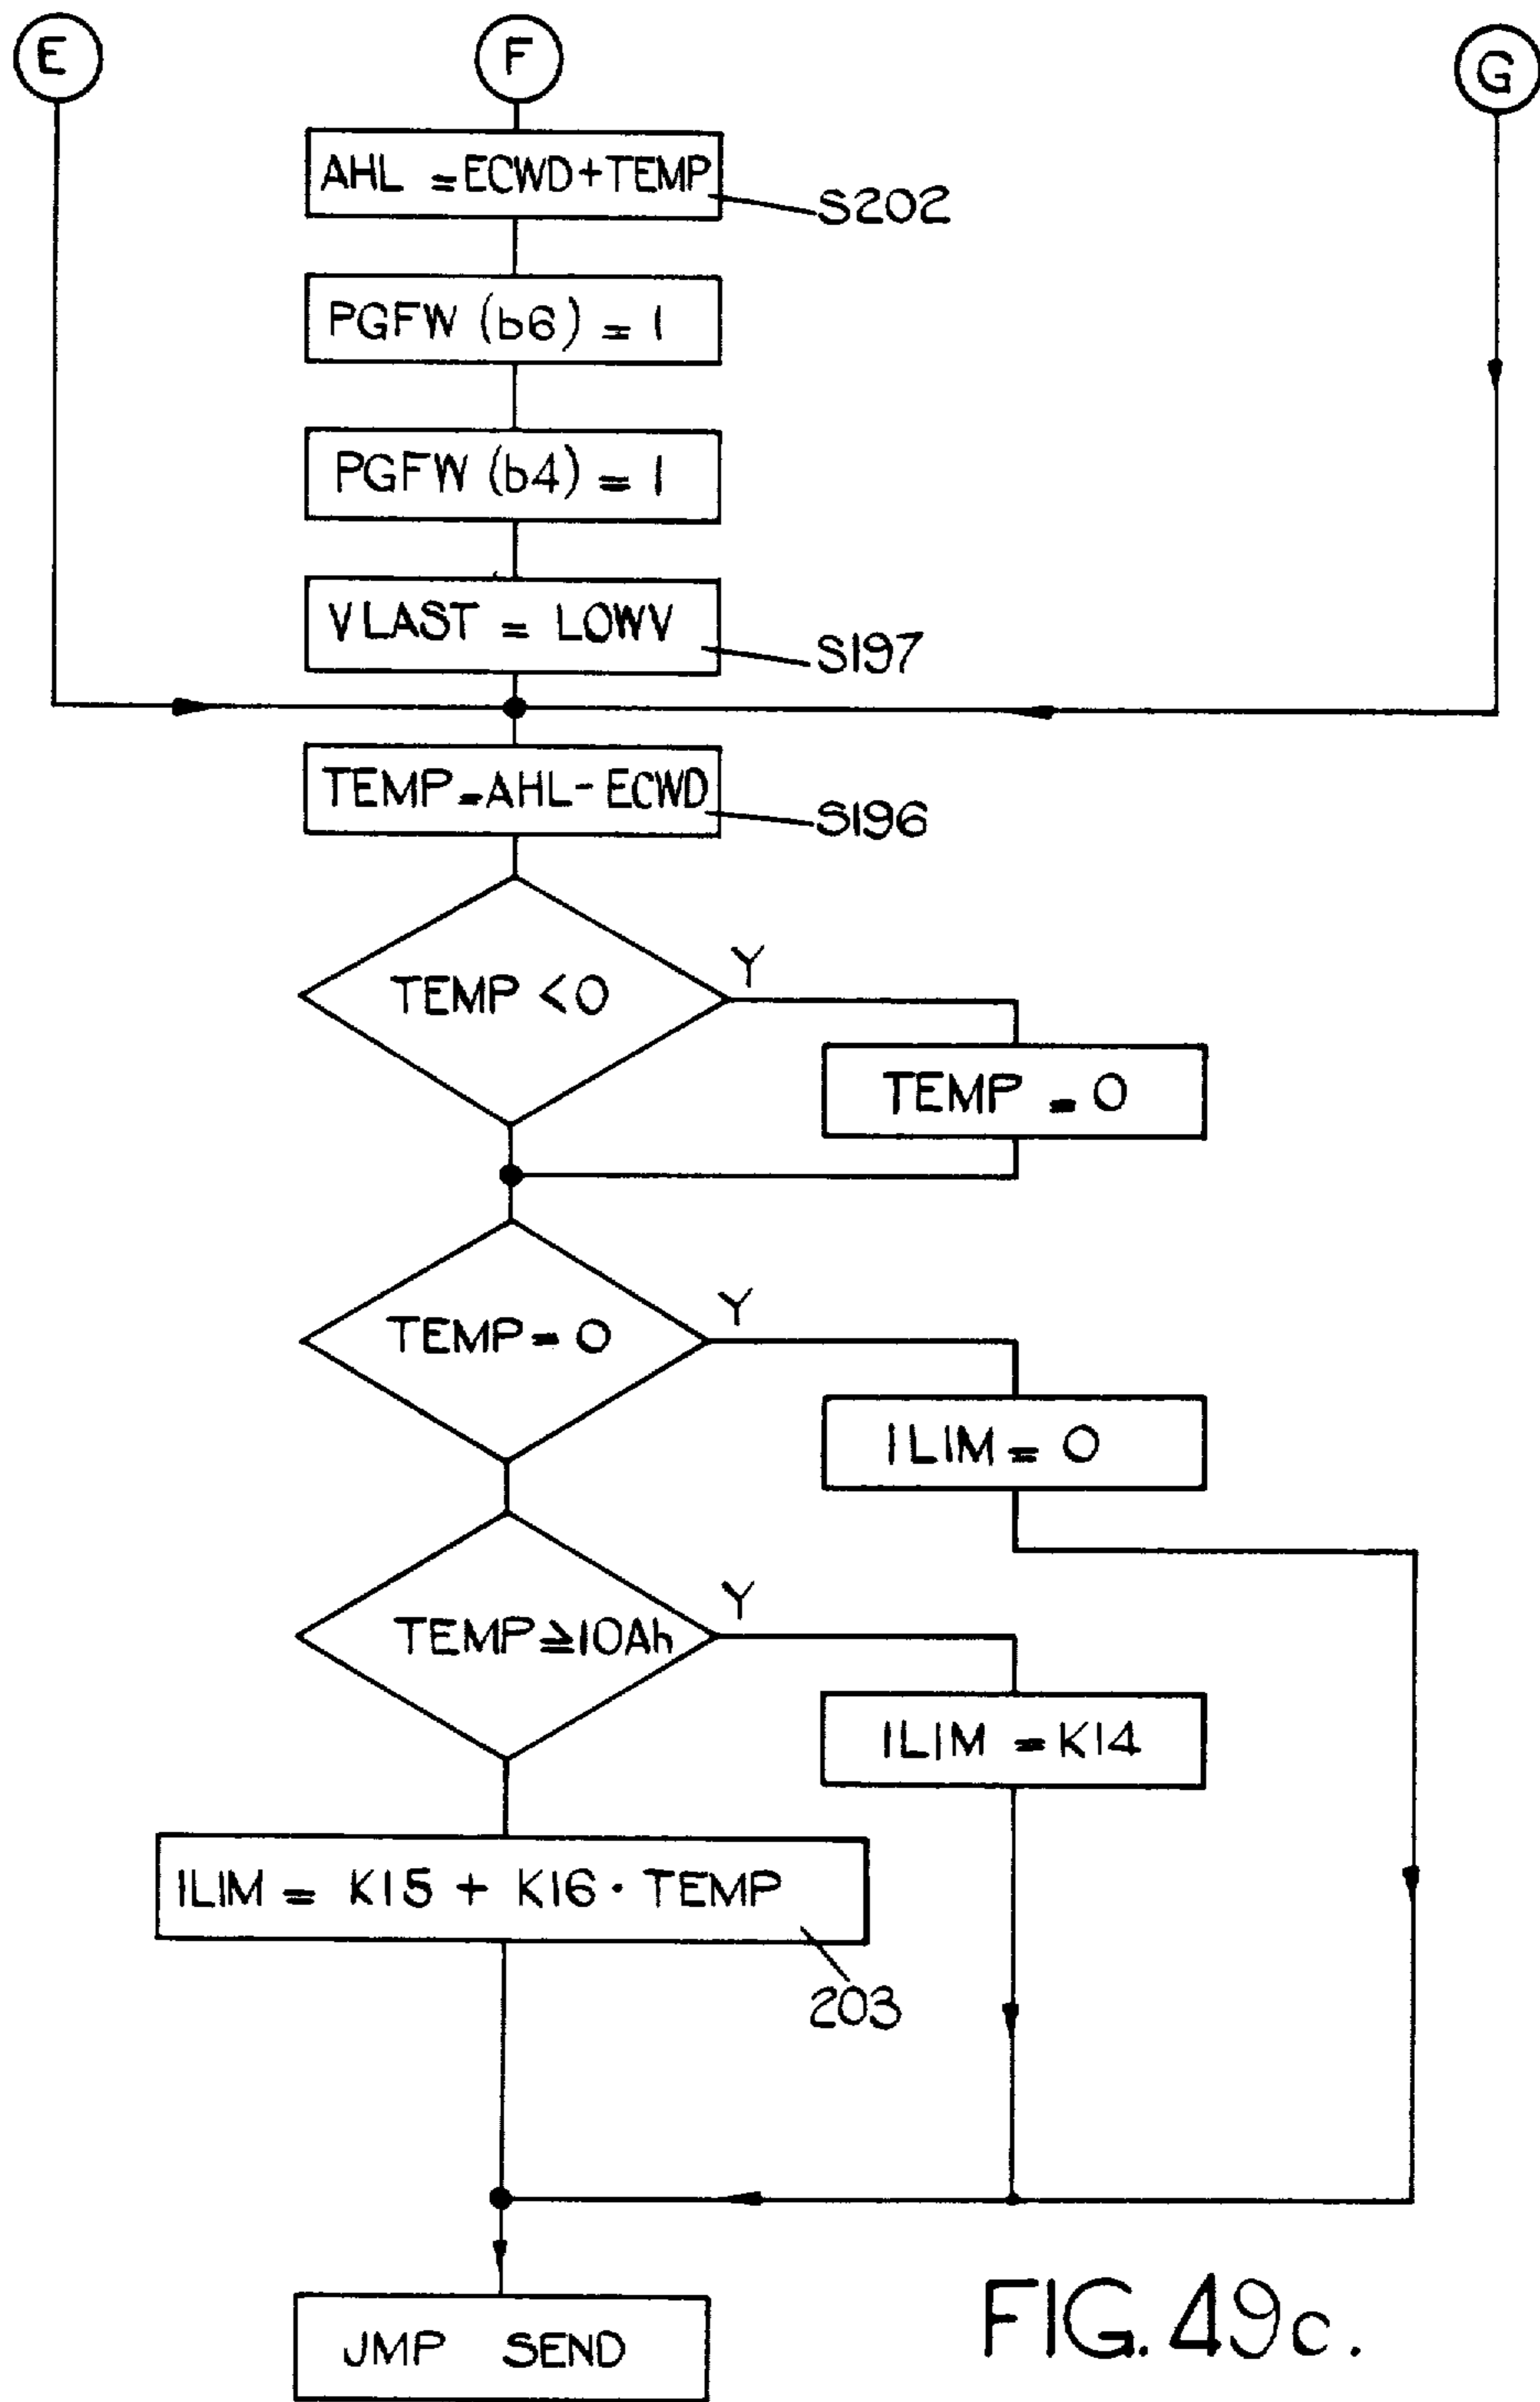 E
F
G
AHL = ECWD+TEMP
S202
PGFW (b6) = 1
PGFW (b4) = 1
VLAST = LOWV
S197
TEMP=AHL- ECWD
S196
TEMP <0
Y
TEMP = 0
TEMP= 0
Y
ILIM = 0
TEMP≧10Ah
Y
ILIM = K14
ILIM = K15 + K16 · TEMP
203
JMP SEND
FIG. 49c.